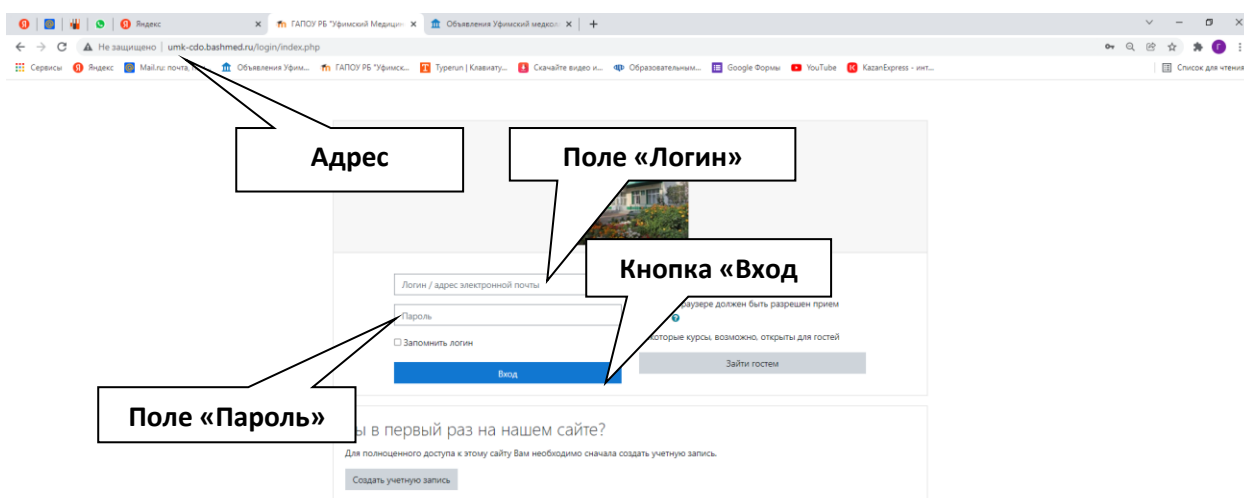 Яндекс
ГАПОУ РБ "Уфимский Медицин
Объявления Уфимский медкол
Не защищено | umk-cdo.bashmed.ru/login/index.php
Сервисы Яндекс Mail.ru: почта, Объявления Уфим... ГАПОУ РБ "Уфимск... Typerun | Клавиату... Скачайте видео и... Образовательным... Google Формы YouTube KazanExpress - инт... Список для чтения
Адрес
Поле «Логин»
Кнопка «Вход
Логин / адрес электронной почты
раузере должен быть разрешен прием
Пароль
которые курсы, возможно, открыты для гостей
Запомнить логин
Зайти гостем
Вход
Поле «Пароль»
ы в первый раз на нашем сайте?
Для полноценного доступа к этому сайту Вам необходимо сначала создать учетную запись.
Создать учетную запись